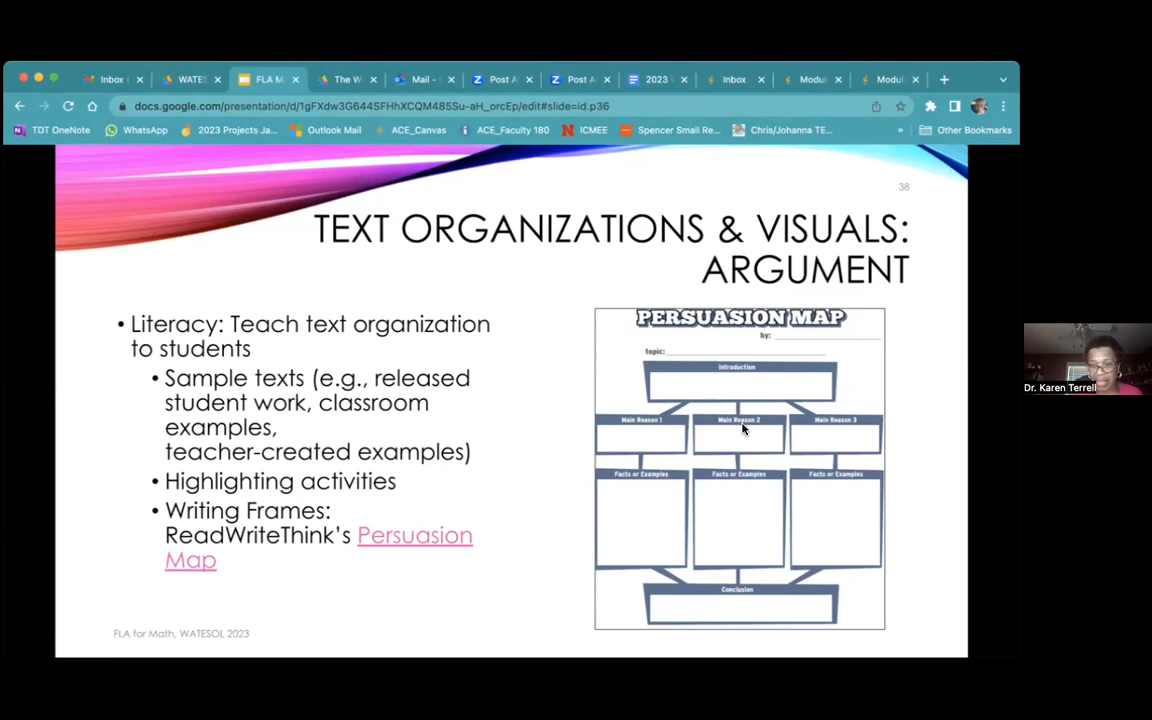 Inbox
WATES
FLA M
The W
Mail -
Post A
Post A
2023
Inbox
Modul
Modul
docs.google.com/presentation/d/1gFXdw3G644SFHhXCQM485Su-aH_orcEp/edit#slide=id.p36
TDT OneNote WhatsApp 2023 Projects Ja... Outlook Mail ACE_Canvas ACE_Faculty 180 ICMEE Spencer Small Re... Chris/Johanna TE... » Other Bookmarks
38
TEXT ORGANIZATIONS & VISUALS:
ARGUMENT
• Literacy: Teach text organization
to students
• Sample texts (e.g., released
student work, classroom
examples,
teacher-created examples)
• Highlighting activities
• Writing Frames:
ReadWriteThink's Persuasion
Map
PERSUASION MAP
by:
topic:
Introduction
Main Reason 1
Main Reason 2
Main Reason 3
Facts or Examples
Facts or Examples
Facts or Examples
Conclusion
FLA for Math, WATESOL 2023
Dr. Karen Terrell